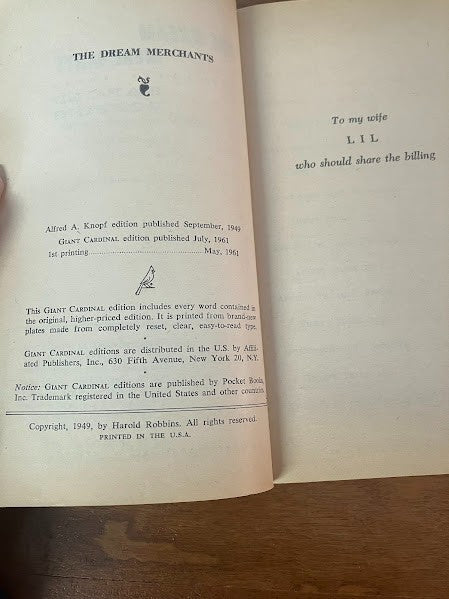 THE DREAM MERCHANTS
Alfred A. Knopf edition published September, 1949
GIANT CARDINAL edition published July, 1961
1st printing..............................................May, 1961
This GIANT CARDINAL edition includes every word contained in
the original, higher-priced edition. It is printed from brand-new
plates made from completely reset, clear, easy-to-read type.
GIANT CARDINAL editions are distributed in the U.S. by Affili-
ated Publishers, Inc., 630 Fifth Avenue, New York 20, N.Y.
Notice: GIANT CARDINAL editions are published by Pocket Books,
Inc. Trademark registered in the United States and other countries.
Copyright, 1949, by Harold Robbins. All rights reserved.
PRINTED IN THE U.S.A.
To my wife
LIL
who should share the billing